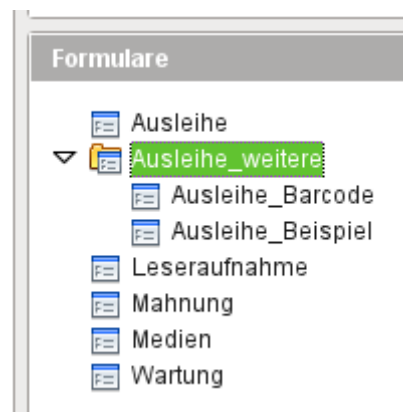 Formulare
Ausleihe
Ausleihe_weitere
Ausleihe_Barcode
Ausleihe_Beispiel
Leseraufnahme
Mahnung
Medien
Wartung